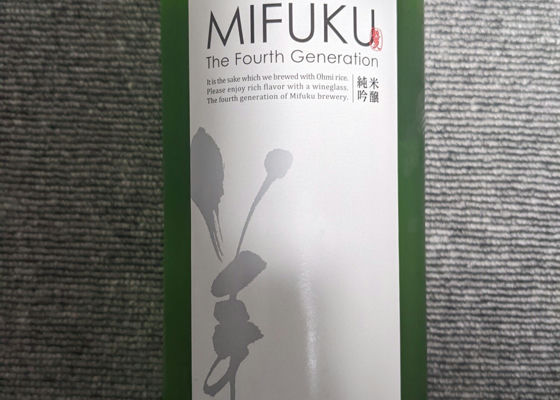 MIFUKU
The Fourth Generation
It is the sake which we brewed with Ohmi rice.
Please enjoy rich flavor with a wineglass.
The fourth generation of Mifuku brewery.
純米
吟醸